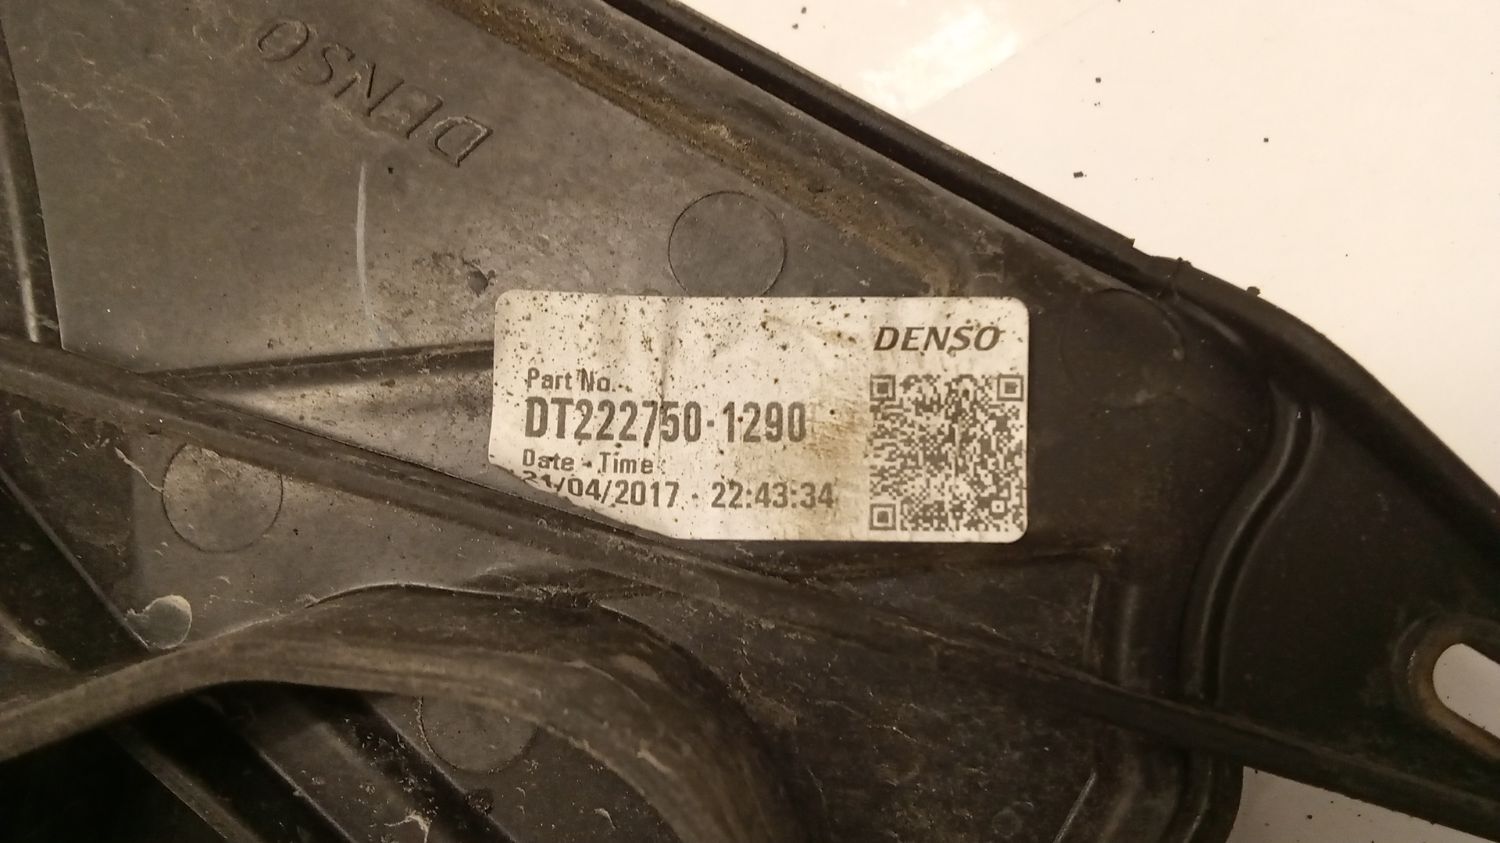 DENSO
DENSO
Part No.
DT222750-1290
Date - Time:
21/04/2017 - 22:43:34